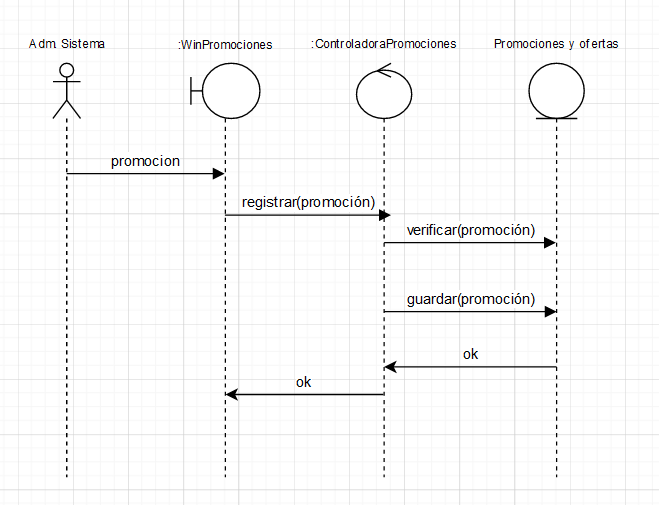 Adm. Sistema
:WinPromociones
:ControladoraPromociones
Promociones y ofertas
promocion
registrar(promoción)
verificar(promoción)
guardar(promoción)
ok
ok